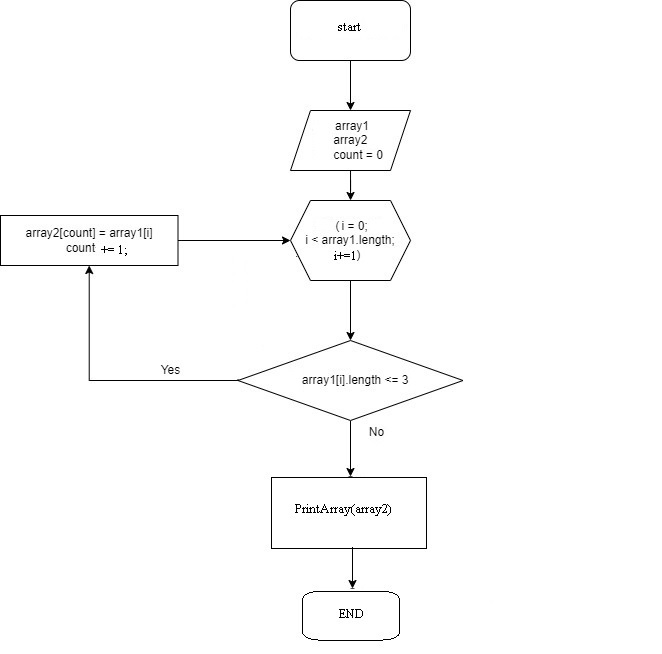 start
array1
array2
count = 0
( i = 0;
i < array1.length;
i+=1)
array2[count] = array1[i]
count += 1;
array1[i].length <= 3
Yes
No
PrintArray(array2)
END